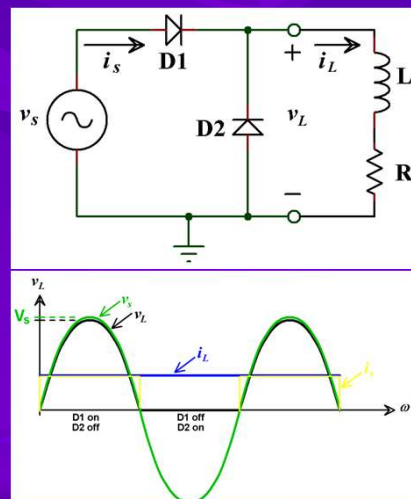 D1
i_s
+
i_L
L
v_s
D2
v_L
R
−
v_L
V_S
v_s
v_L
i_L
i_s
D1 on
D2 off
D1 off
D2 on
ω